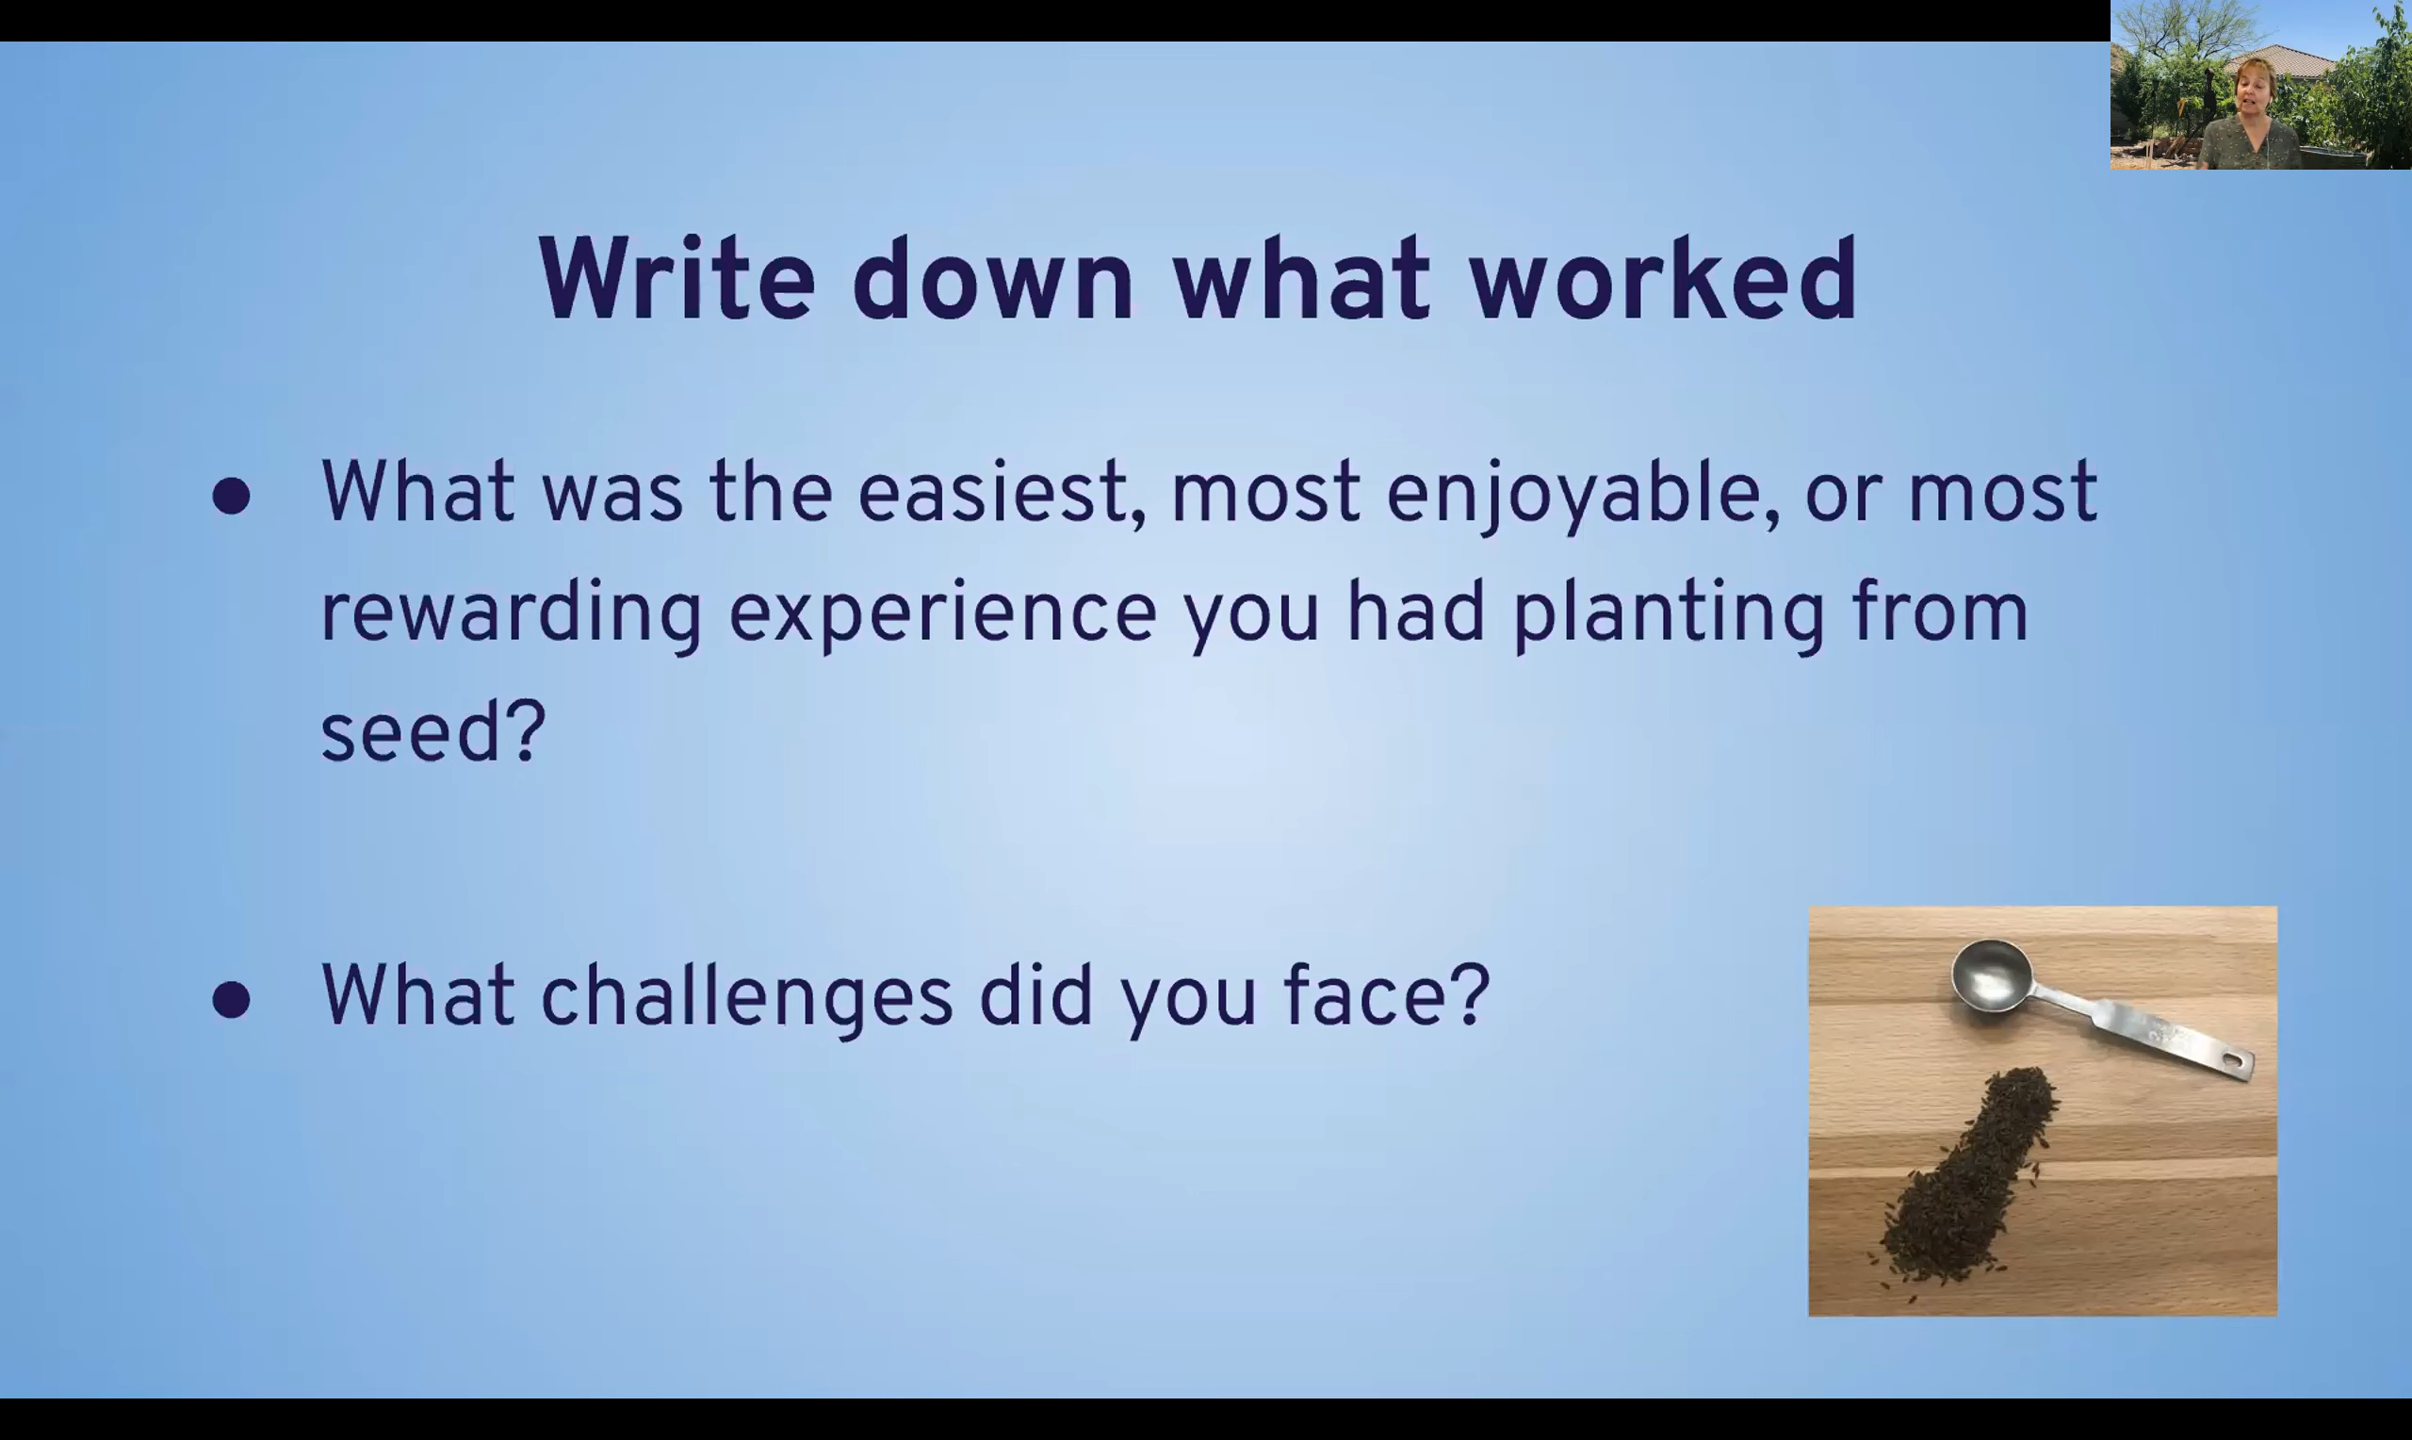 Write down what worked
● What was the easiest, most enjoyable, or most
rewarding experience you had planting from
seed?
● What challenges did you face?